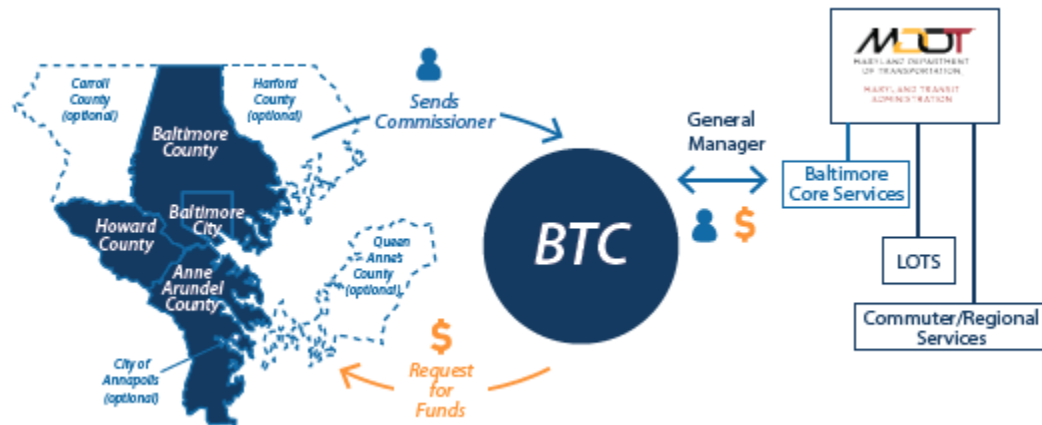 Carroll
County
(optional)
Harford
County
(optional)
Baltimore
County
Howard
County
Baltimore
City
Anne
Arundel
County
Queen
Anne's
County
(optional)
City of
Annapolis
(optional)
Sends
Commissioner
BTC
$
Request
for
Funds
General
Manager
$
MDOT
MARYLAND DEPARTMENT
OF TRANSPORTATION
MARYLAND TRANSIT
ADMINISTRATION
Baltimore
Core Services
LOTS
Commuter/Regional
Services